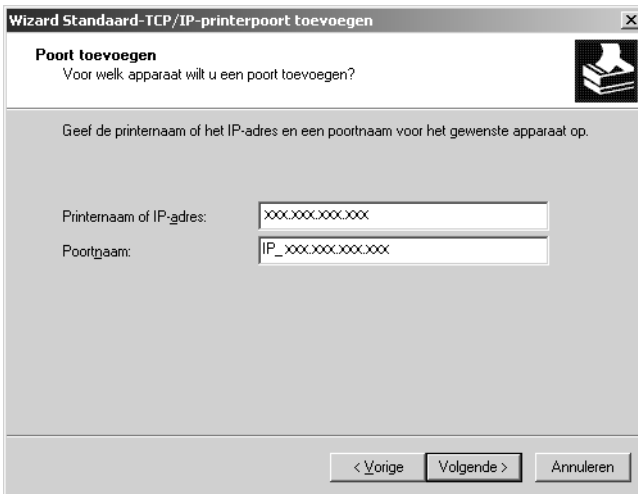 Wizard Standaard-TCP/IP-printerpoort toevoegen
Poort toevoegen
Voor welk apparaat wilt u een poort toevoegen?
Geef de printernaam of het IP-adres en een poortnaam voor het gewenste apparaat op.
Printernaam of IP-adres: xxx.xxx.xxx.xxx
Poortnaam: IP_xxx.xxx.xxx.xxx
< Vorige Volgende > Annuleren